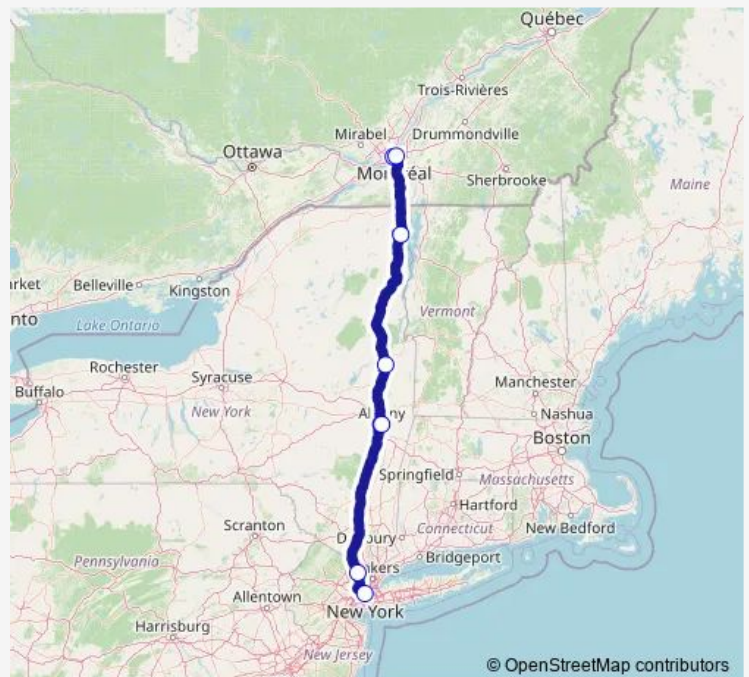 Québec
Trois-Rivières
Mirabel
Drummondville
Ottawa
Sherbrooke
Maine
Belleville
Kingston
Lake Ontario
Vermont
Rochester
Syracuse
Buffalo
New York
Manchester
Nashua
Boston
Springfield
Massachusetts
Hartford
Scranton
Connecticut
New Bedford
Bridgeport
Pennsylvania
Allentown
New York
Harrisburg
New Jersey
© OpenStreetMap contributors